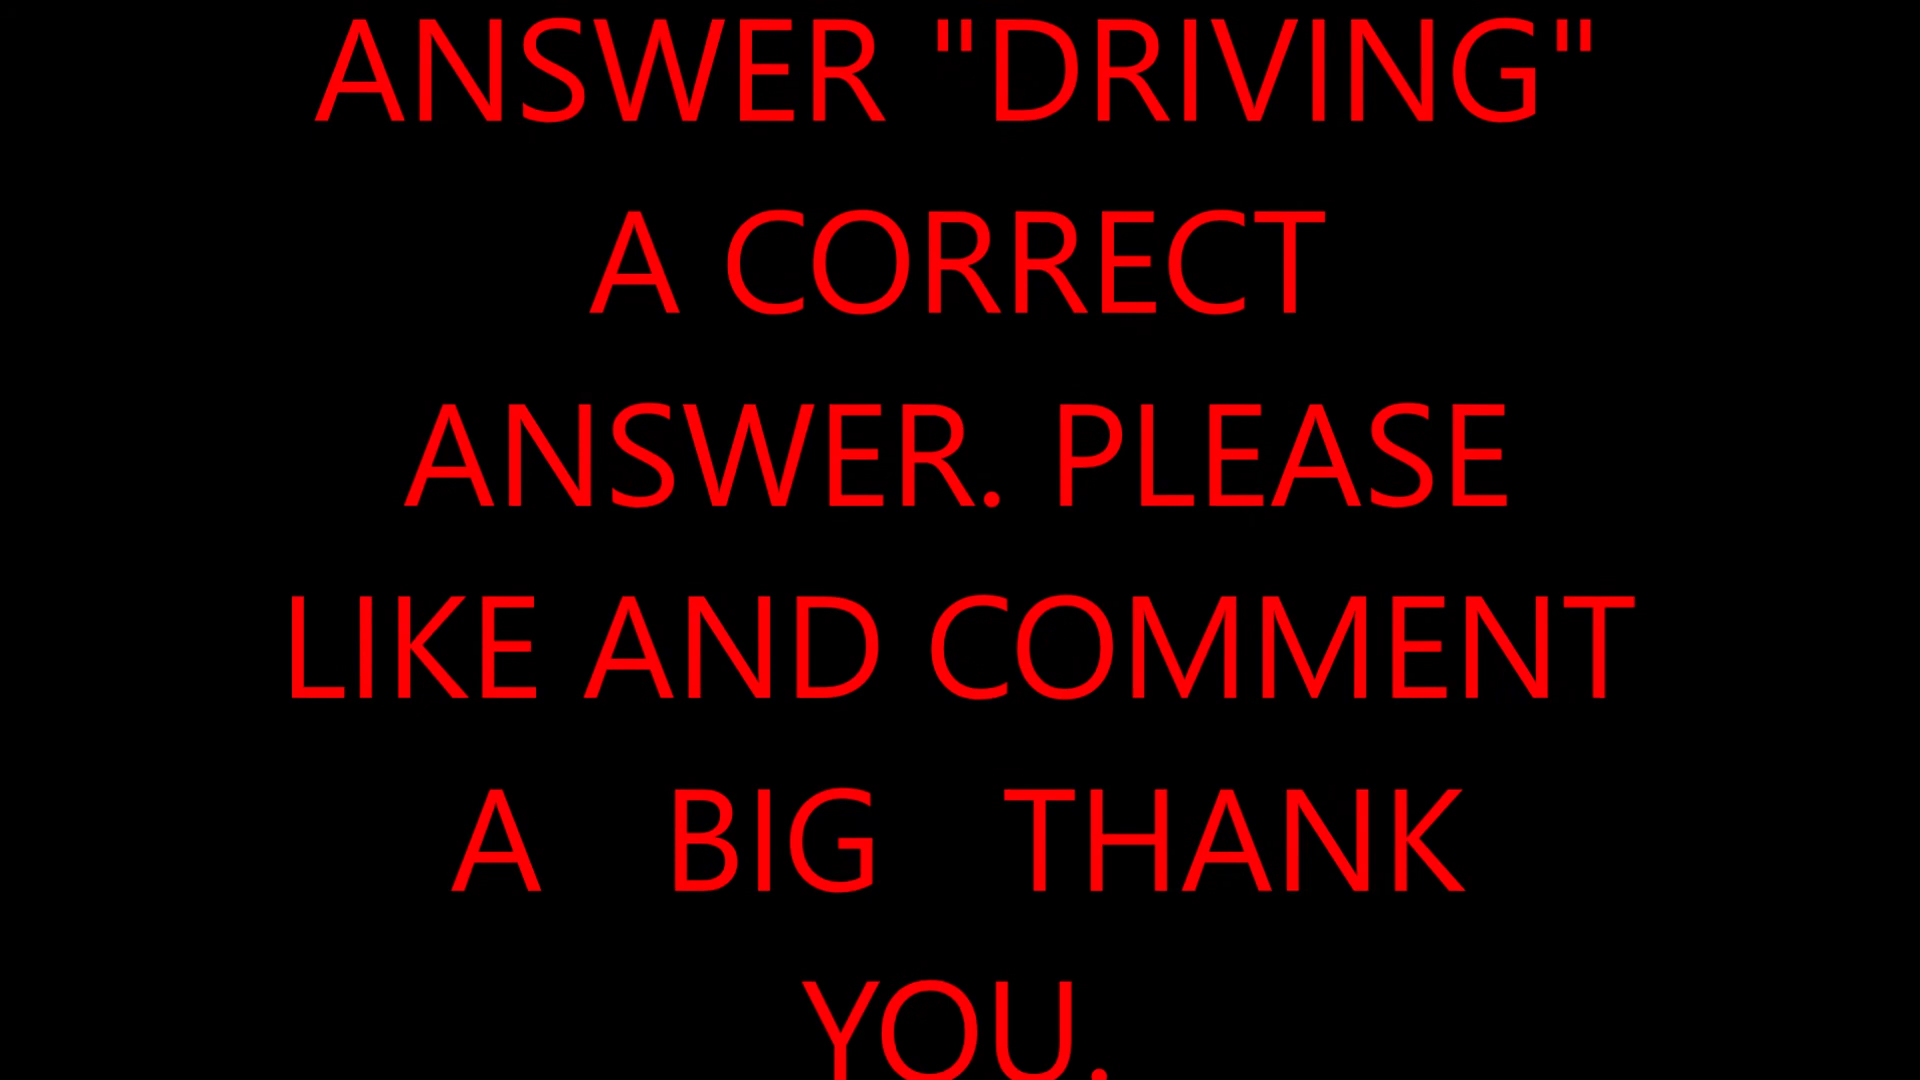 ANSWER "DRIVING"
A CORRECT
ANSWER. PLEASE
LIKE AND COMMENT
A BIG THANK
YOU.